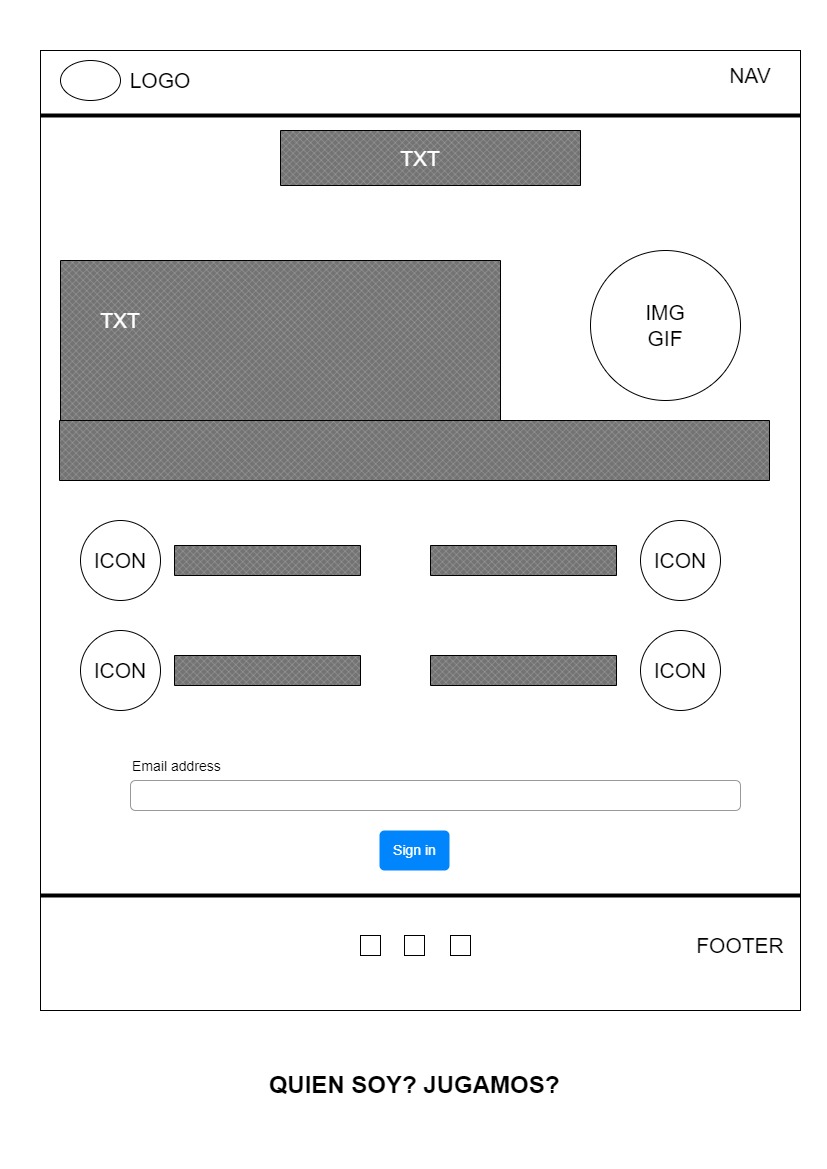 LOGO
NAV
TXT
TXT
IMG
GIF
ICON
ICON
ICON
ICON
Email address
Sign in
FOOTER
QUIEN SOY? JUGAMOS?